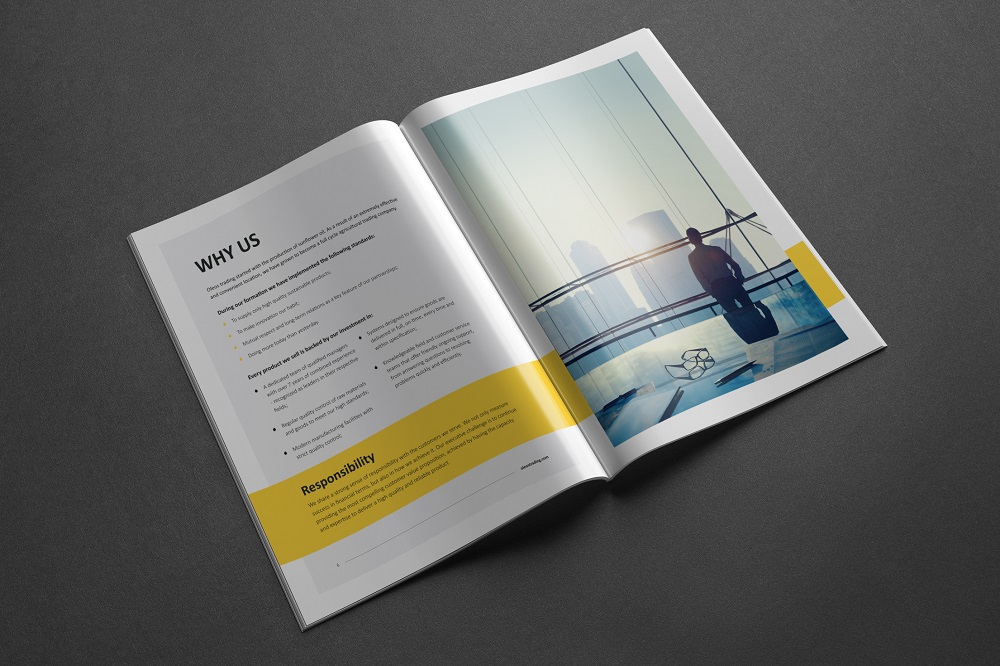 WHY US
Oleos trading started with the production of sunflower oil. As a result of an extremely effective
and convenient location, we have grown to become a full cycle agricultural trading company.
During our formation we have implemented the following standards:
To supply only high quality sustainable products;
To make innovation our habit;
Mutual respect and long-term relations as a key feature of our partnerships;
Doing more today than yesterday.
Every product we sell is backed by our investment in:
A dedicated team of qualified managers
with over 7 years of combined experience
- recognized as leaders in their respective
fields;
Regular quality control of raw materials
and goods to meet our high standards;
Modern manufacturing facilities with
strict quality control;
Systems designed to ensure goods are
delivered in full, on time, every time and
within specification;
Knowledgeable field and customer service
teams that offer friendly ongoing support,
from answering questions to resolving
problems quickly and efficiently.
Responsibility
We share a strong sense of responsibility with the customers we serve. We not only measure
success in financial terms, but also in how we achieve it. Our executive challenge is to continue
providing the most compelling customer value proposition, achieved by having the capacity
and expertise to deliver a high quality and reliable product.